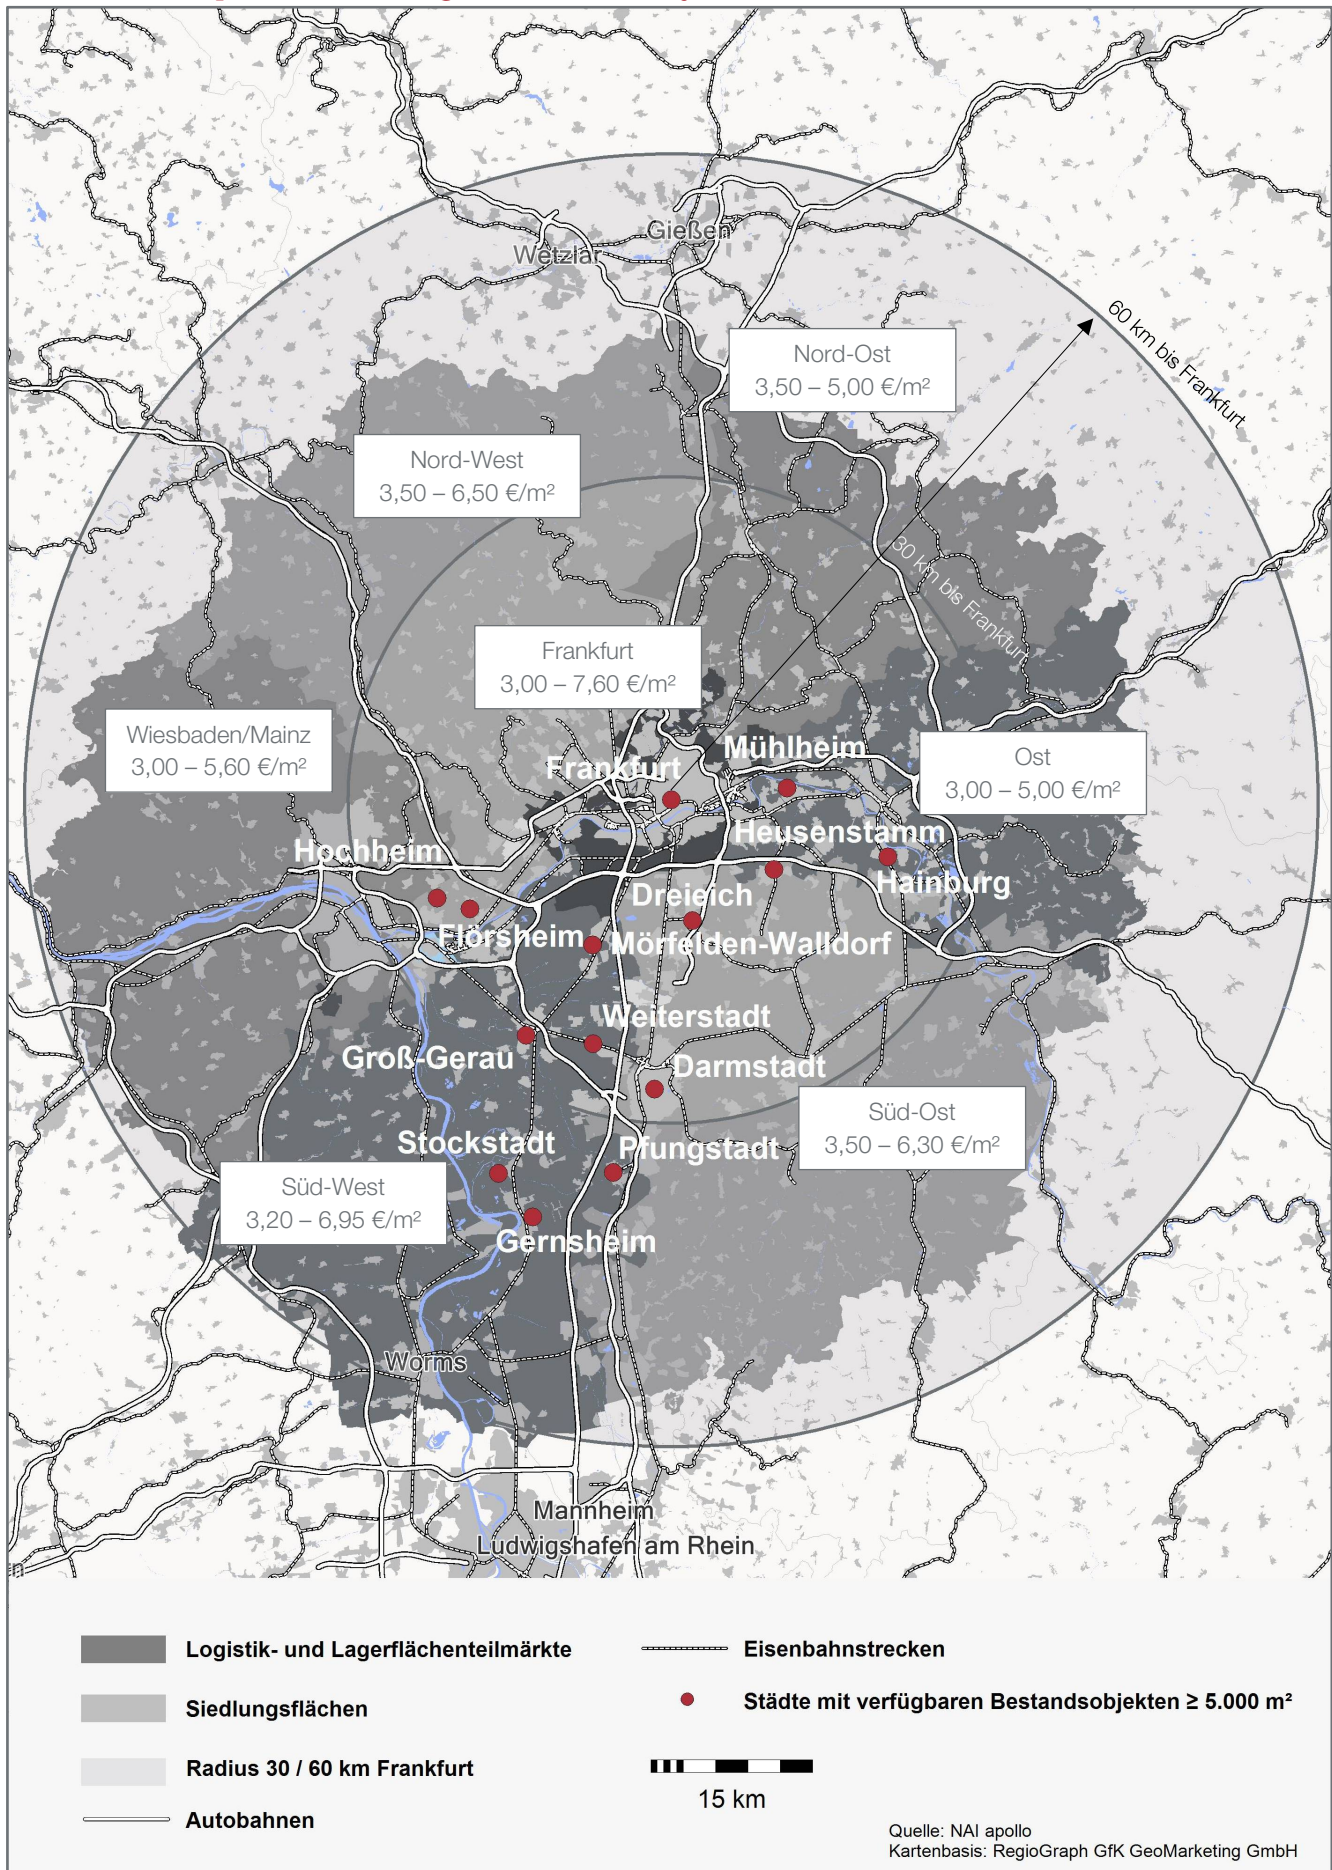 Gießen
Wetzlar
60 km bis Frankfurt
Nord-Ost
3,50 – 5,00 €/m²
Nord-West
3,50 – 6,50 €/m²
30 km bis Frankfurt
Frankfurt
3,00 – 7,60 €/m²
Wiesbaden/Mainz
3,00 – 5,60 €/m²
Mühlheim
Ost
3,00 – 5,00 €/m²
Frankfurt
Heusenstamm
Hochheim
Hainburg
Dreieich
Flörsheim
Mörfelden-Walldorf
Weiterstadt
Groß-Gerau
Darmstadt
Süd-Ost
3,50 – 6,30 €/m²
Stockstadt
Pfungstadt
Süd-West
3,20 – 6,95 €/m²
Gernsheim
Worms
Mannheim
Ludwigshafen am Rhein
Logistik- und Lagerflächenteilmärkte
Siedlungsflächen
Radius 30 / 60 km Frankfurt
Autobahnen
Eisenbahnstrecken
Städte mit verfügbaren Bestandsobjekten ≥ 5.000 m²
15 km
Quelle: NAI apollo
Kartenbasis: RegioGraph GfK GeoMarketing GmbH